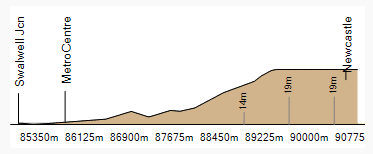 Swalwell Jcn
MetroCentre
Newcastle
14m
19m
19m
85350m 86125m 86900m 87675m 88450m 89225m 90000m 90775